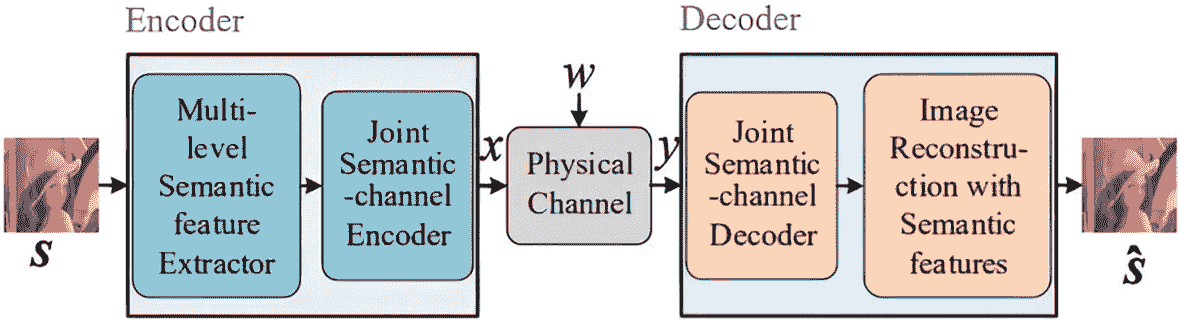 Encoder
Decoder
s
Multi-
level
Semantic
feature
Extractor
Joint
Semantic
-channel
Encoder
x
w
Physical
Channel
y
Joint
Semantic
-channel
Decoder
Image
Reconstru-
ction with
Semantic
features
ŝ